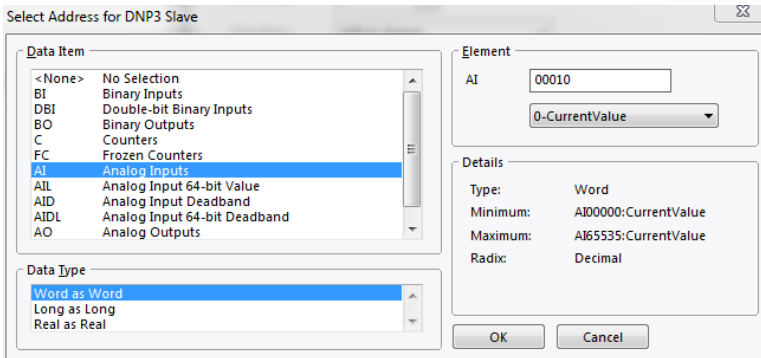 Select Address for DNP3 Slave
Data Item
<None> No Selection
BI Binary Inputs
DBI Double-bit Binary Inputs
BO Binary Outputs
C Counters
FC Frozen Counters
AI Analog Inputs
AIL Analog Input 64-bit Value
AID Analog Input Deadband
AIDL Analog Input 64-bit Deadband
AO Analog Outputs
Data Type
Word as Word
Long as Long
Real as Real
Element
AI 00010
0-CurrentValue
Details
Type: Word
Minimum: AI00000:CurrentValue
Maximum: AI65535:CurrentValue
Radix: Decimal
OK Cancel